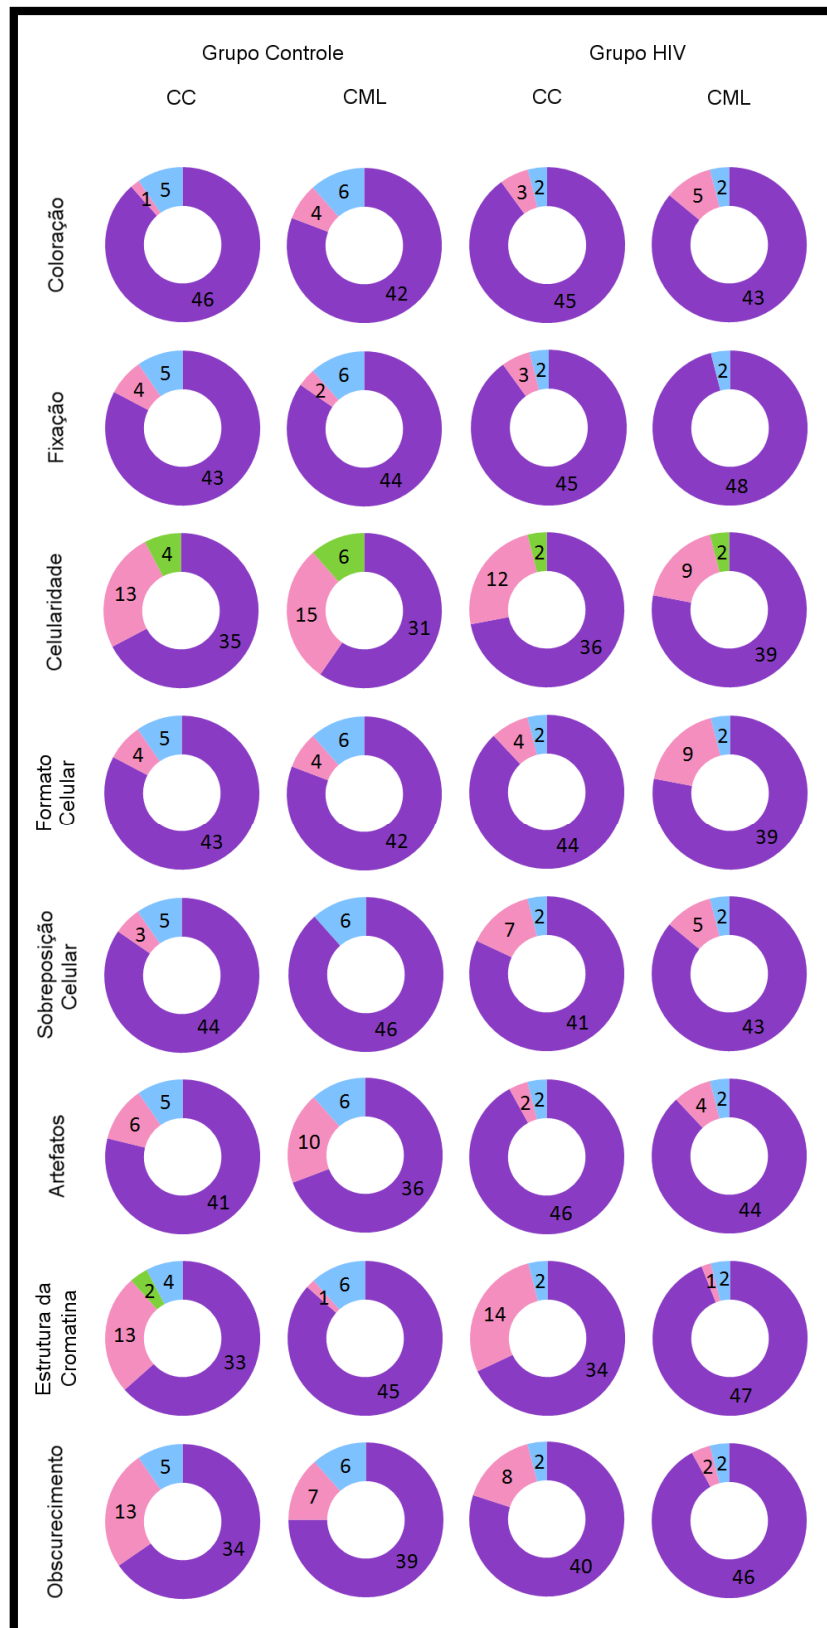 Grupo Controle Grupo HIV
CC CML CC CML
Coloração
1 5 46
4 6 42
3 2 45
5 2 43
Fixação
4 5 43
2 6 44
3 2 45
2 48
Celularidade
13 4 35
15 6 31
12 2 36
9 2 39
Formato
Celular
4 5 43
4 6 42
4 2 44
9 2 39
Sobreposição
Celular
3 5 44
6 46
7 2 41
5 2 43
Artefatos
6 5 41
10 6 36
2 2 46
4 2 44
Estrutura da
Cromatina
13 2 4 33
1 6 45
14 2 34
1 2 47
Obscurecimento
13 5 34
7 6 39
8 2 40
2 2 46